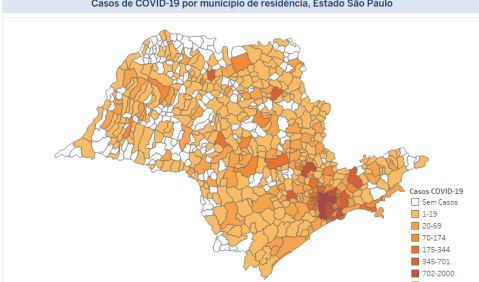 Casos de COVID-19 por município de residência, Estado São Paulo
Casos COVID-19
Sem Casos
1-19
20-69
70-174
175-344
345-701
702-2000